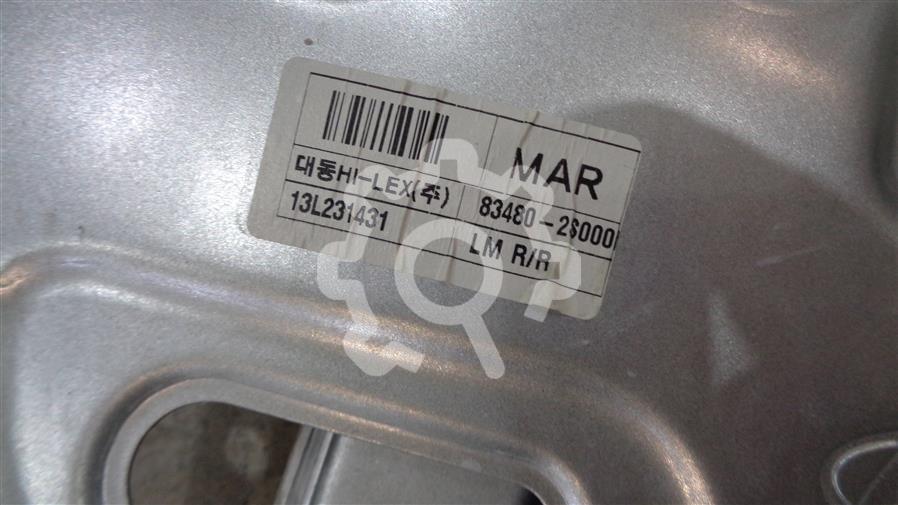 MAR
대동HI-LEX(주) 83480-2S000
13L231431 LM R/R